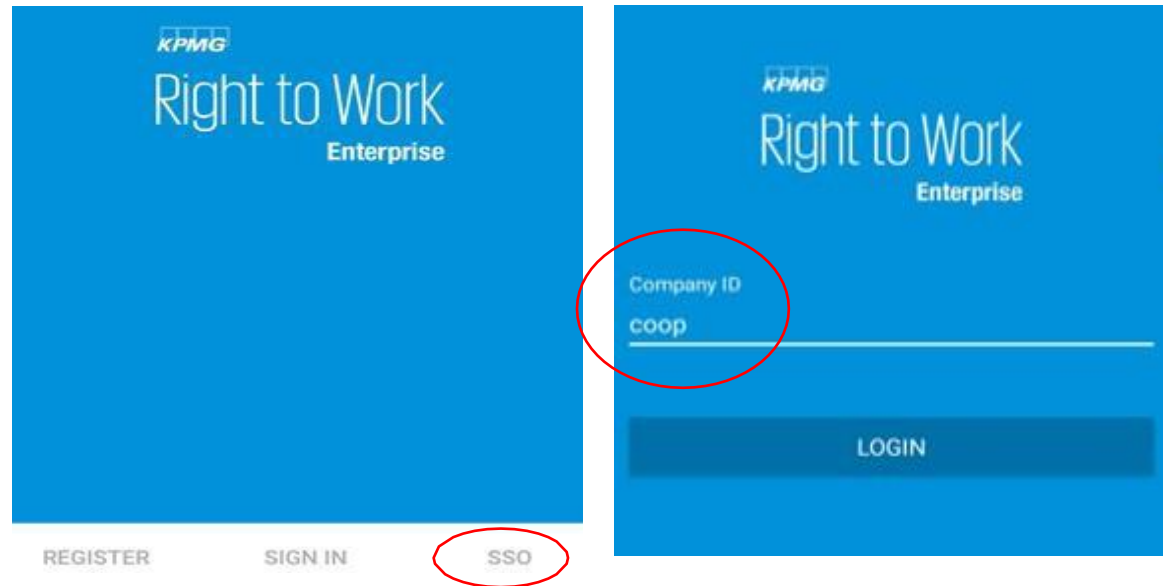 KPMG
Right to Work
Enterprise
REGISTER SIGN IN SSO
KPMG
Right to Work
Enterprise
Company ID
coop
LOGIN